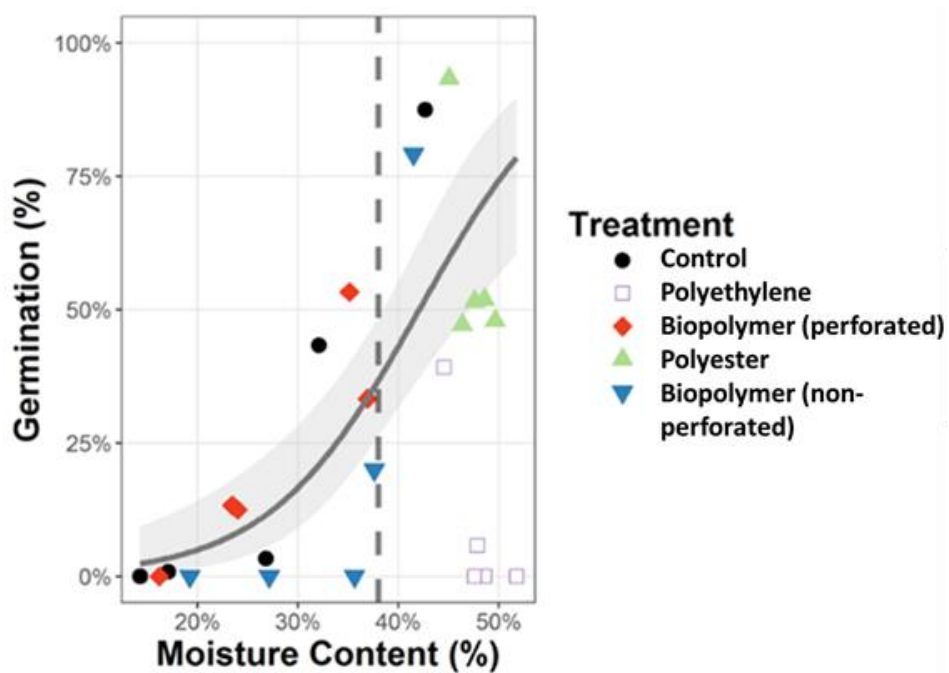 100%
75%
50%
25%
0%
Germination (%)
20% 30% 40% 50%
Moisture Content (%)
Treatment
Control
Polyethylene
Biopolymer (perforated)
Polyester
Biopolymer (non-
perforated)